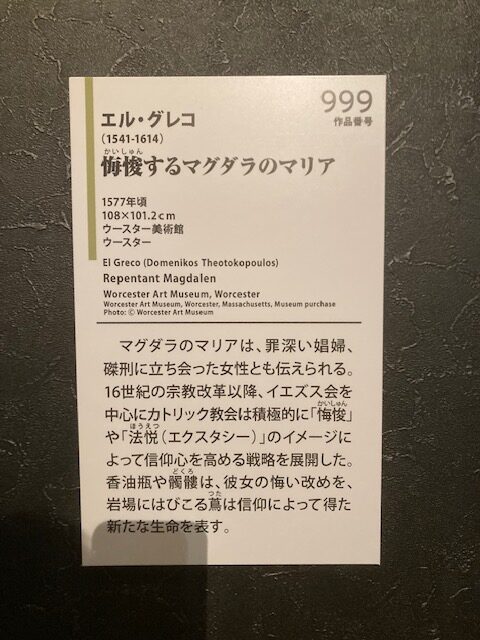 999
作品番号
エル・グレコ
(1541-1614)
かいしゅん
悔悛するマグダラのマリア
1577年頃
108×101.2cm
ウースター美術館
ウースター
El Greco (Domenikos Theotokopoulos)
Repentant Magdalen
Worcester Art Museum, Worcester
Worcester Art Museum, Worcester, Massachusetts, Museum purchase
Photo: © Worcester Art Museum
マグダラのマリアは、罪深い娼婦、
磔刑に立ち会った女性とも伝えられる。
16世紀の宗教改革以降、イエズス会を
かいしゅん
中心にカトリック教会は積極的に「悔悛」
ほうえつ
や「法悦(エクスタシー)」のイメージに
よって信仰心を高める戦略を展開した。
どくろ
香油瓶や髑髏は、彼女の悔い改めを、
つた
岩場にはびこる蔦は信仰によって得た
新たな生命を表す。